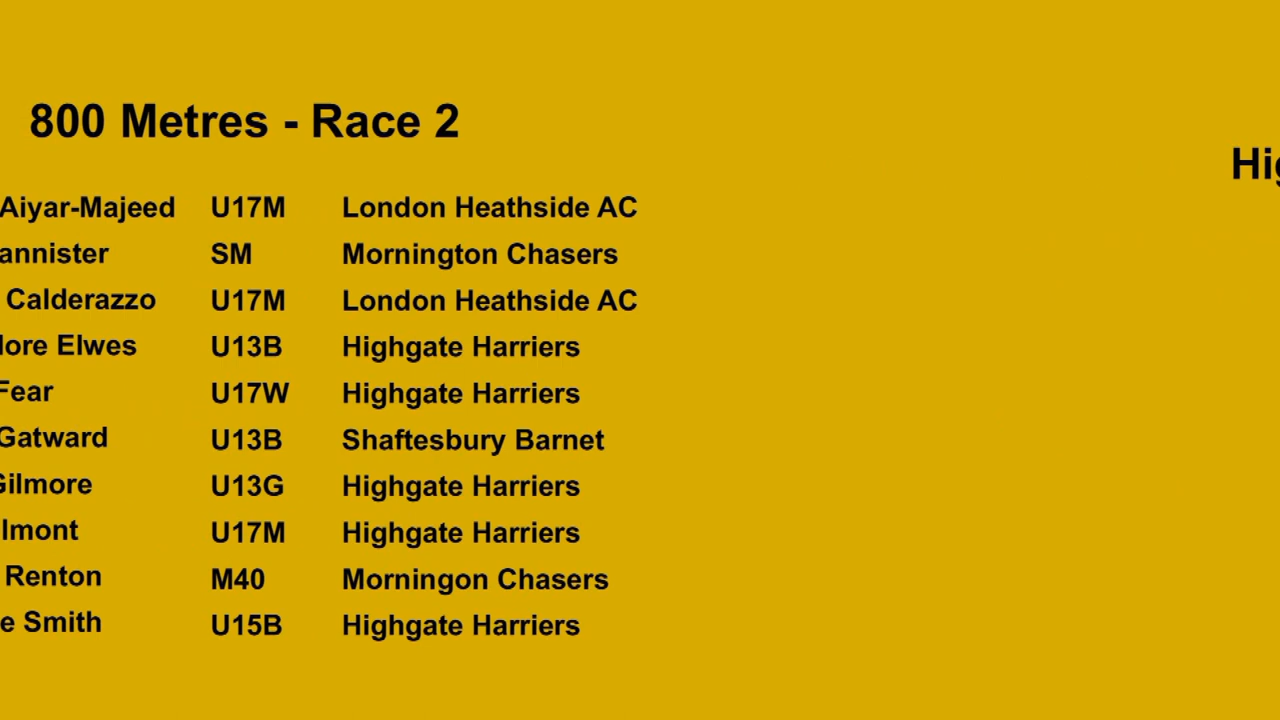 800 Metres - Race 2
Aiyar-Majeed U17M London Heathside AC
annister SM Mornington Chasers
Calderazzo U17M London Heathside AC
lore Elwes U13B Highgate Harriers
Fear U17W Highgate Harriers
Gatward U13B Shaftesbury Barnet
Gilmore U13G Highgate Harriers
lmont U17M Highgate Harriers
Renton M40 Morningon Chasers
e Smith U15B Highgate Harriers
Hig